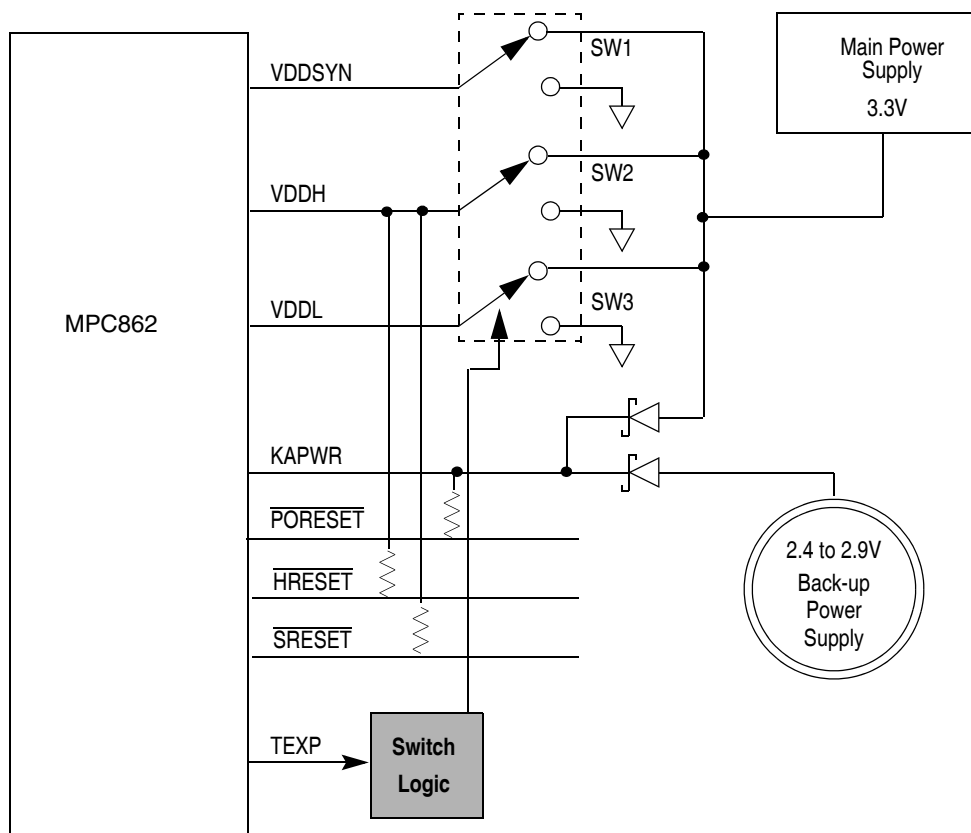 Main Power
Supply
3.3V
SW1
VDDSYN
SW2
VDDH
SW3
VDDL
MPC862
KAPWR
PORESET
HRESET
SRESET
2.4 to 2.9V
Back-up
Power
Supply
TEXP
Switch
Logic